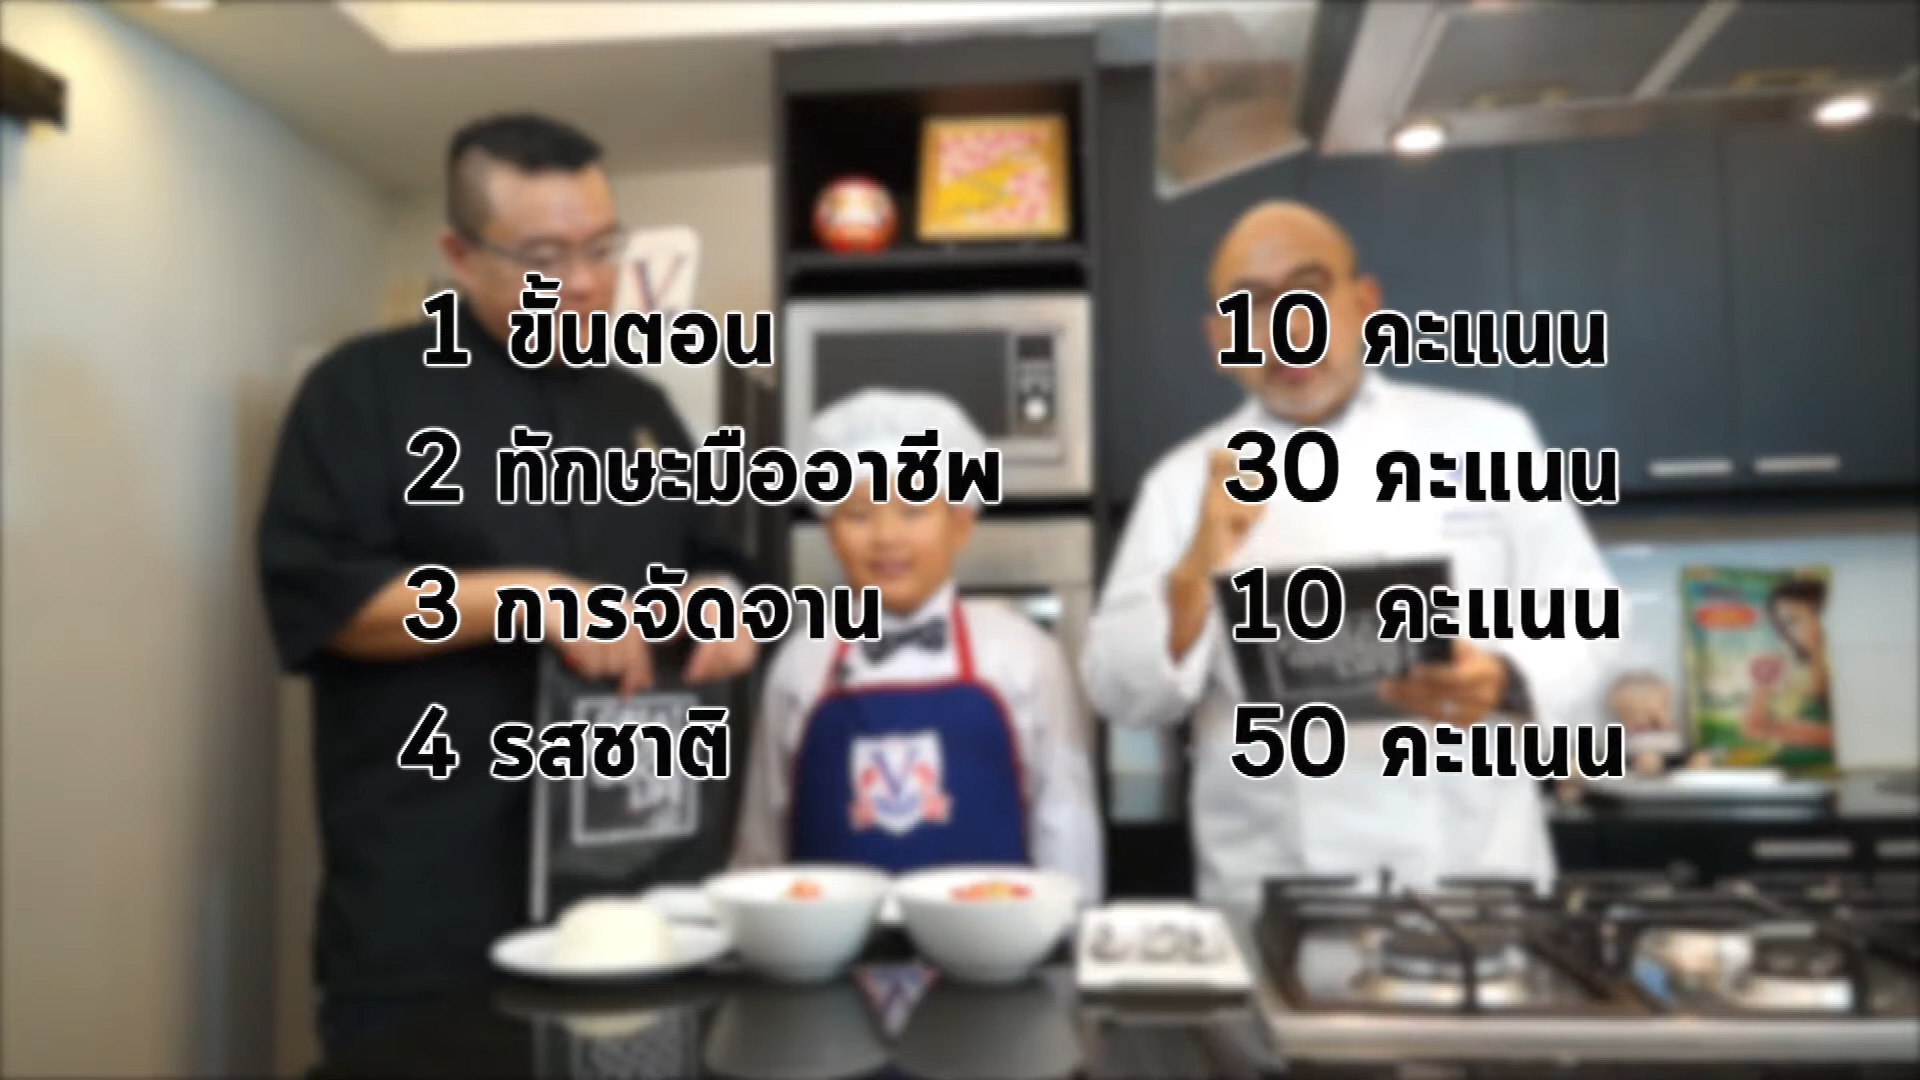 1 ขั้นตอน 10 คะแนน
2 ทักษะมืออาชีพ 30 คะแนน
3 การจัดจาน 10 คะแนน
4 รสชาติ 50 คะแนน
V
V